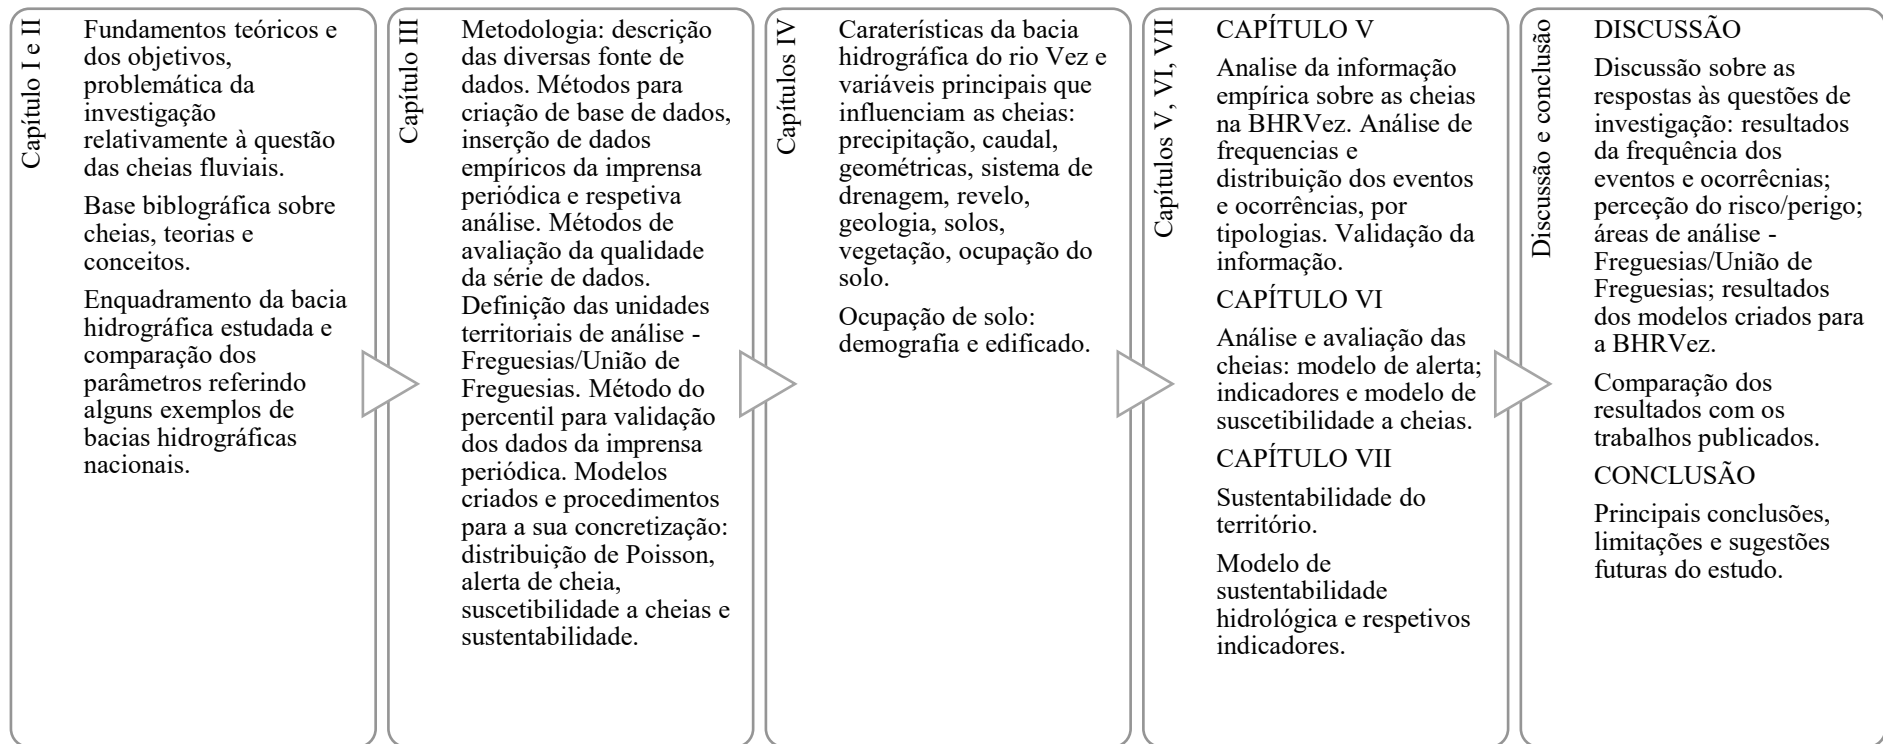 Capítulo I e II
Fundamentos teóricos e
dos objetivos,
problemática da
investigação
relativamente à questão
das cheias fluviais.
Base biblográfica sobre
cheias, teorias e
conceitos.
Enquadramento da bacia
hidrográfica estudada e
comparação dos
parâmetros referindo
alguns exemplos de
bacias hidrográficas
nacionais.
Capítulo III
Metodologia: descrição
das diversas fonte de
dados. Métodos para
criação de base de dados,
inserção de dados
empíricos da imprensa
periódica e respetiva
análise. Métodos de
avaliação da qualidade
da série de dados.
Definição das unidades
territoriais de análise -
Freguesias/União de
Freguesias. Método do
percentil para validação
dos dados da imprensa
periódica. Modelos
criados e procedimentos
para a sua concretização:
distribuição de Poisson,
alerta de cheia,
suscetibilidade a cheias e
sustentabilidade.
Capítulos IV
Caraterísticas da bacia
hidrográfica do rio Vez e
variáveis principais que
influenciam as cheias:
precipitação, caudal,
geométricas, sistema de
drenagem, revelo,
geologia, solos,
vegetação, ocupação do
solo.
Ocupação de solo:
demografia e edificado.
Capítulos V, VI, VII
CAPÍTULO V
Analise da informação
empírica sobre as cheias
na BHRVez. Análise de
frequencias e
distribuição dos eventos
e ocorrências, por
tipologias. Validação da
informação.
CAPÍTULO VI
Análise e avaliação das
cheias: modelo de alerta;
indicadores e modelo de
suscetibilidade a cheias.
CAPÍTULO VII
Sustentabilidade do
território.
Modelo de
sustentabilidade
hidrológica e respetivos
indicadores.
Discussão e conclusão
DISCUSSÃO
Discussão sobre as
respostas às questões de
investigação: resultados
da frequência dos
eventos e ocorrêcnias;
perceção do risco/perigo;
áreas de análise -
Freguesias/União de
Freguesias; resultados
dos modelos criados para
a BHRVez.
Comparação dos
resultados com os
trabalhos publicados.
CONCLUSÃO
Principais conclusões,
limitações e sugestões
futuras do estudo.